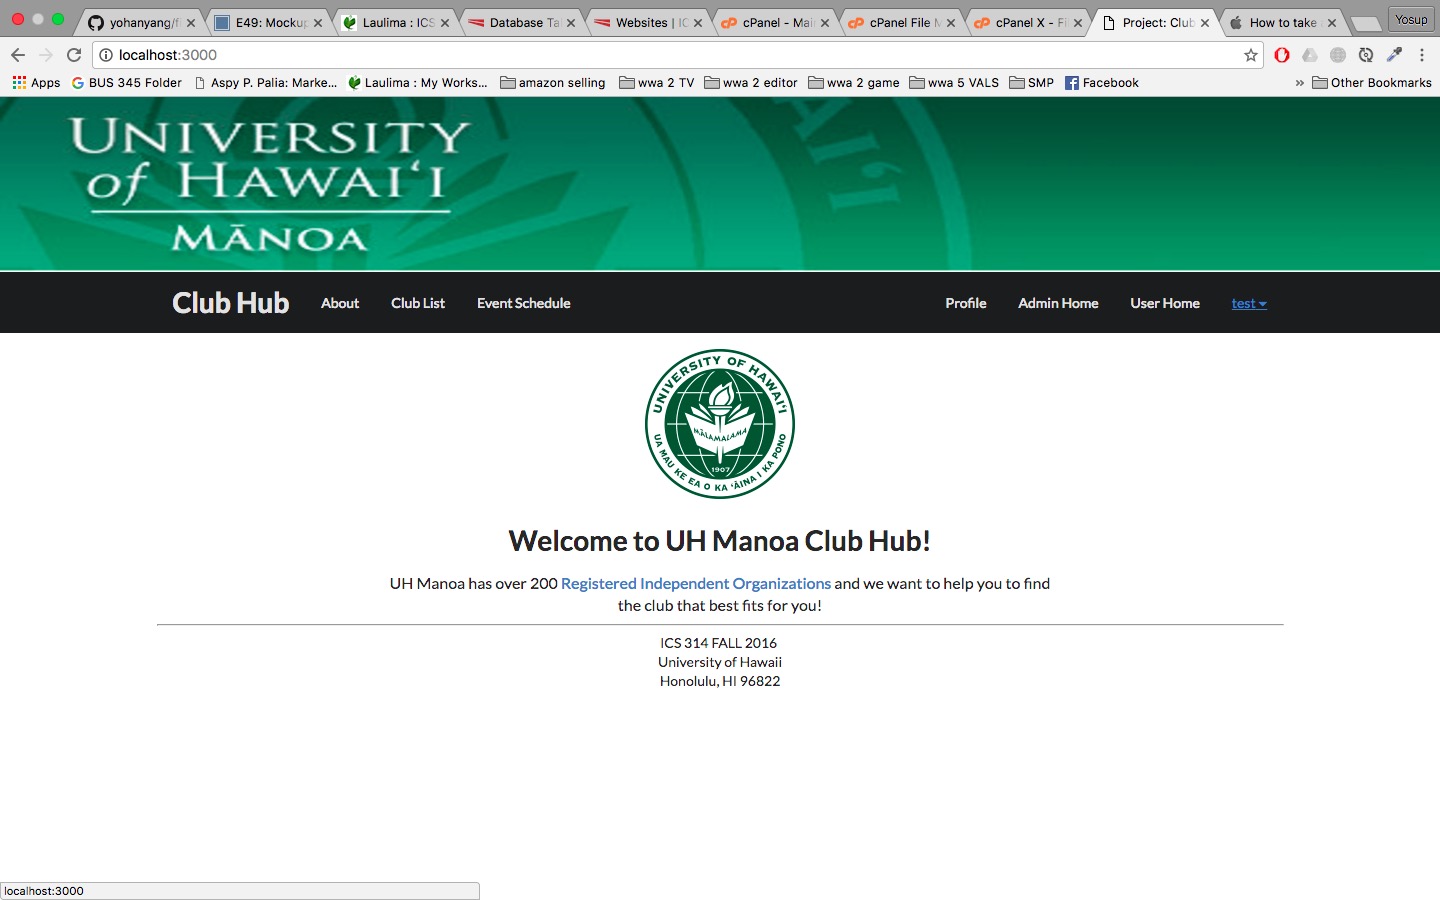 yohanyang/f
E49: Mockup
Laulima : ICS
Database Ta
Websites | IC
cPanel - Mai
cPanel File M
cPanel X - Fi
Project: Club
How to take
Yosup
localhost:3000
Apps
BUS 345 Folder
Aspy P. Palia: Marke...
Laulima : My Works...
amazon selling
wwa 2 TV
wwa 2 editor
wwa 2 game
wwa 5 VALS
SMP
Facebook
»
Other Bookmarks
UNIVERSITY
of HAWAI‘I
MĀNOA
AI‘I
Club Hub
About
Club List
Event Schedule
Profile
Admin Home
User Home
test
UNIVERSITY OF HAWAI‘I
MĀLAMALAMA
1907
UA MAU KE EA O KA ‘ĀINA I KA PONO
Welcome to UH Manoa Club Hub!
UH Manoa has over 200 Registered Independent Organizations and we want to help you to find
the club that best fits for you!
ICS 314 FALL 2016
University of Hawaii
Honolulu, HI 96822
localhost:3000